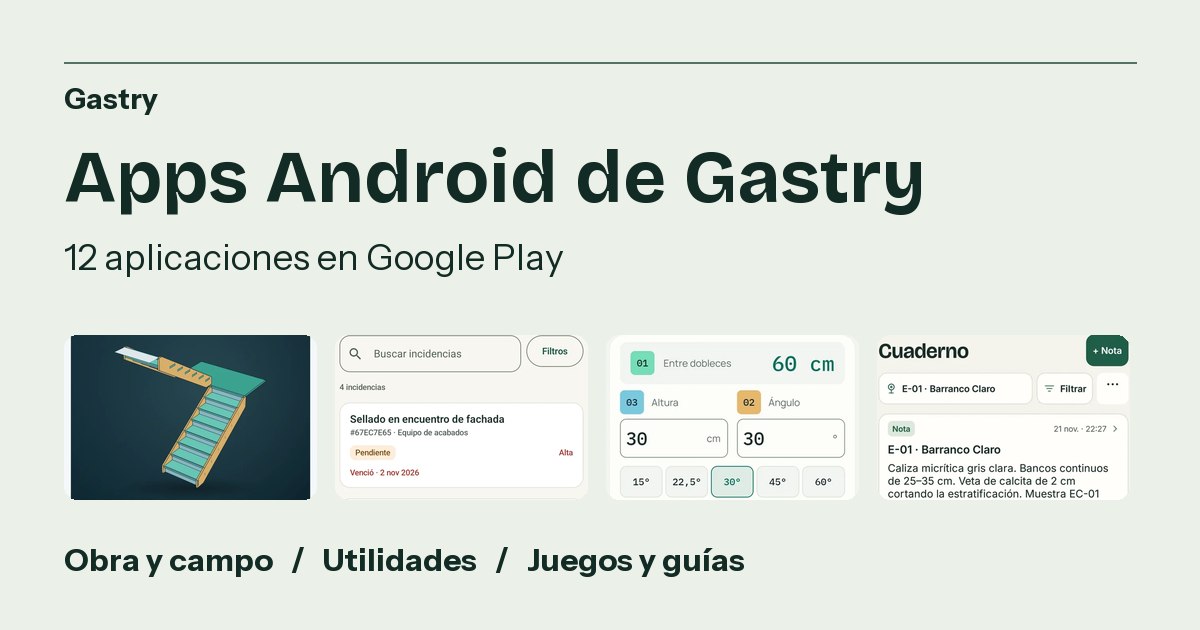 Gastry
Apps Android de Gastry
12 aplicaciones en Google Play
Buscar incidencias
Filtros
4 incidencias
Sellado en encuentro de fachada
#67EC7E65 · Equipo de acabados
Pendiente
Alta
Venció · 2 nov 2026
01 Entre dobleces 60 cm
03 Altura
02 Ángulo
30 cm
30 °
15° 22,5° 30° 45° 60°
Cuaderno
+ Nota
E-01 · Barranco Claro
Filtrar
...
Nota
21 nov. · 22:27 >
E-01 · Barranco Claro
Caliza micrítica gris clara. Bancos continuos
de 25–35 cm. Veta de calcita de 2 cm
cortando la estratificación. Muestra EC-01
Obra y campo / Utilidades / Juegos y guías